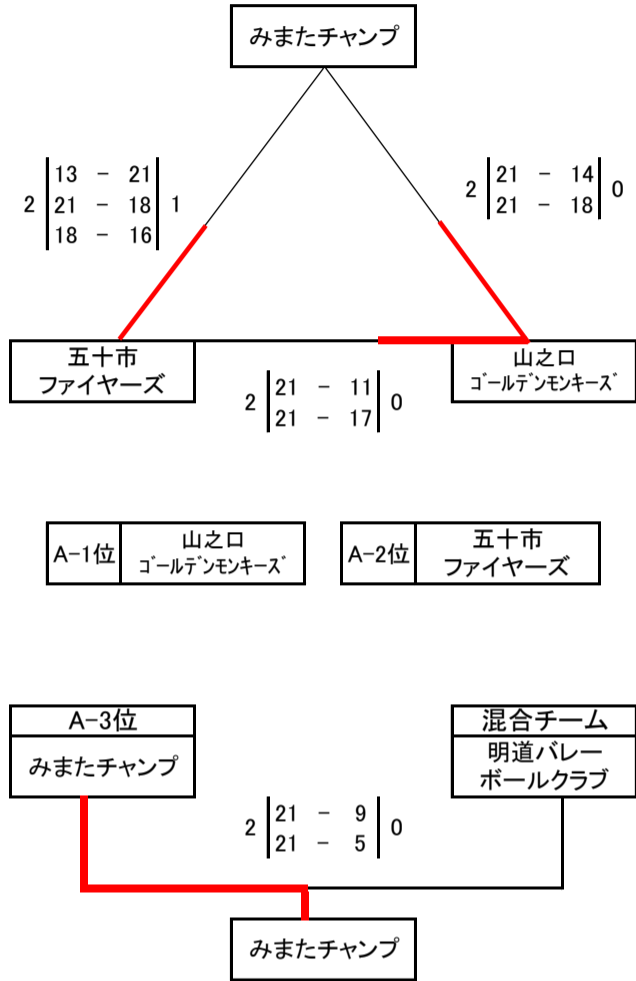 みまたチャンプ
13 － 21
2 21 － 18 1
18 － 16
21 － 14
2 0
21 － 18
五十市
ファイヤーズ
山之口
ｺﾞｰﾙﾃﾞﾝﾓﾝｷｰｽﾞ
21 － 11
2 0
21 － 17
A-1位
山之口
ｺﾞｰﾙﾃﾞﾝﾓﾝｷｰｽﾞ
A-2位
五十市
ファイヤーズ
A-3位
みまたチャンプ
混合チーム
明道バレー
ボールクラブ
21 － 9
2 0
21 － 5
みまたチャンプ